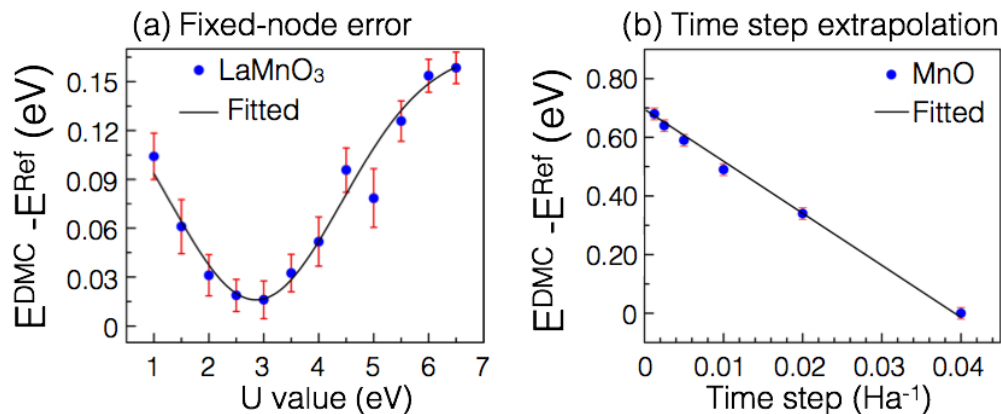 (a) Fixed-node error
E^DMC -E^Ref (eV)
0.15
0.12
0.09
0.06
0.03
0
LaMnO₃
Fitted
1 2 3 4 5 6 7
U value (eV)
(b) Time step extrapolation
E^DMC -E^Ref (eV)
0.80
0.60
0.40
0.20
0
MnO
Fitted
0 0.01 0.02 0.03 0.04
Time step (Ha⁻¹)